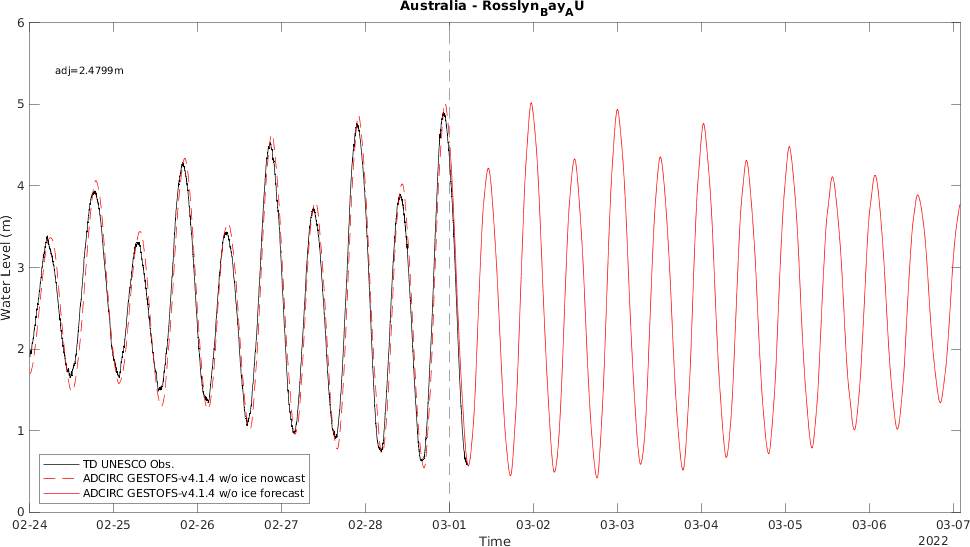 Australia - Rosslyn_Bay_AU
adj=2.4799m
Water Level (m)
6
5
4
3
2
1
0
TD UNESCO Obs.
ADCIRC GESTOFS-v4.1.4 w/o ice nowcast
ADCIRC GESTOFS-v4.1.4 w/o ice forecast
02-24 02-25 02-26 02-27 02-28 03-01 03-02 03-03 03-04 03-05 03-06 03-07
Time
2022